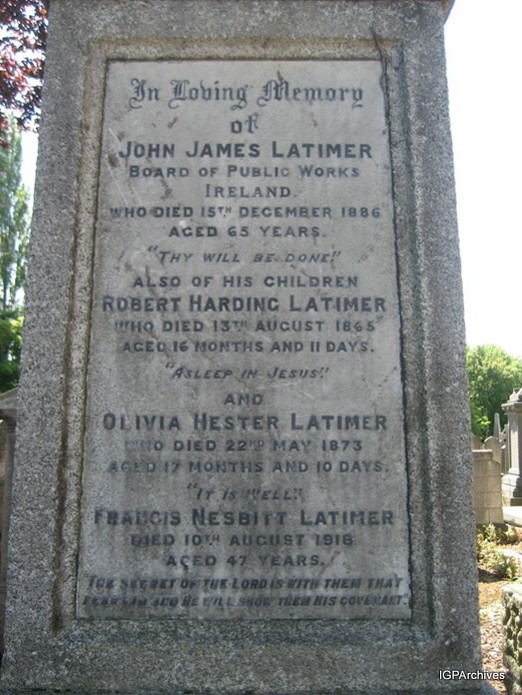 In Loving Memory
of
JOHN JAMES LATIMER
BOARD OF PUBLIC WORKS
IRELAND.
WHO DIED 15TH DECEMBER 1886
AGED 65 YEARS.
"THY WILL BE DONE!"
ALSO OF HIS CHILDREN
ROBERT HARDING LATIMER
WHO DIED 13TH AUGUST 1865
AGED 16 MONTHS AND 11 DAYS.
"ASLEEP IN JESUS!"
AND
OLIVIA HESTER LATIMER
WHO DIED 22ND MAY 1873
AGED 17 MONTHS AND 10 DAYS.
"IT IS WELL."
FRANCIS NESBITT LATIMER
DIED 10TH AUGUST 1918
AGED 47 YEARS.
THE SECRET OF THE LORD IS WITH THEM THAT
FEAR HIM AND HE WILL SHOW THEM HIS COVENANT.
IGPArchives